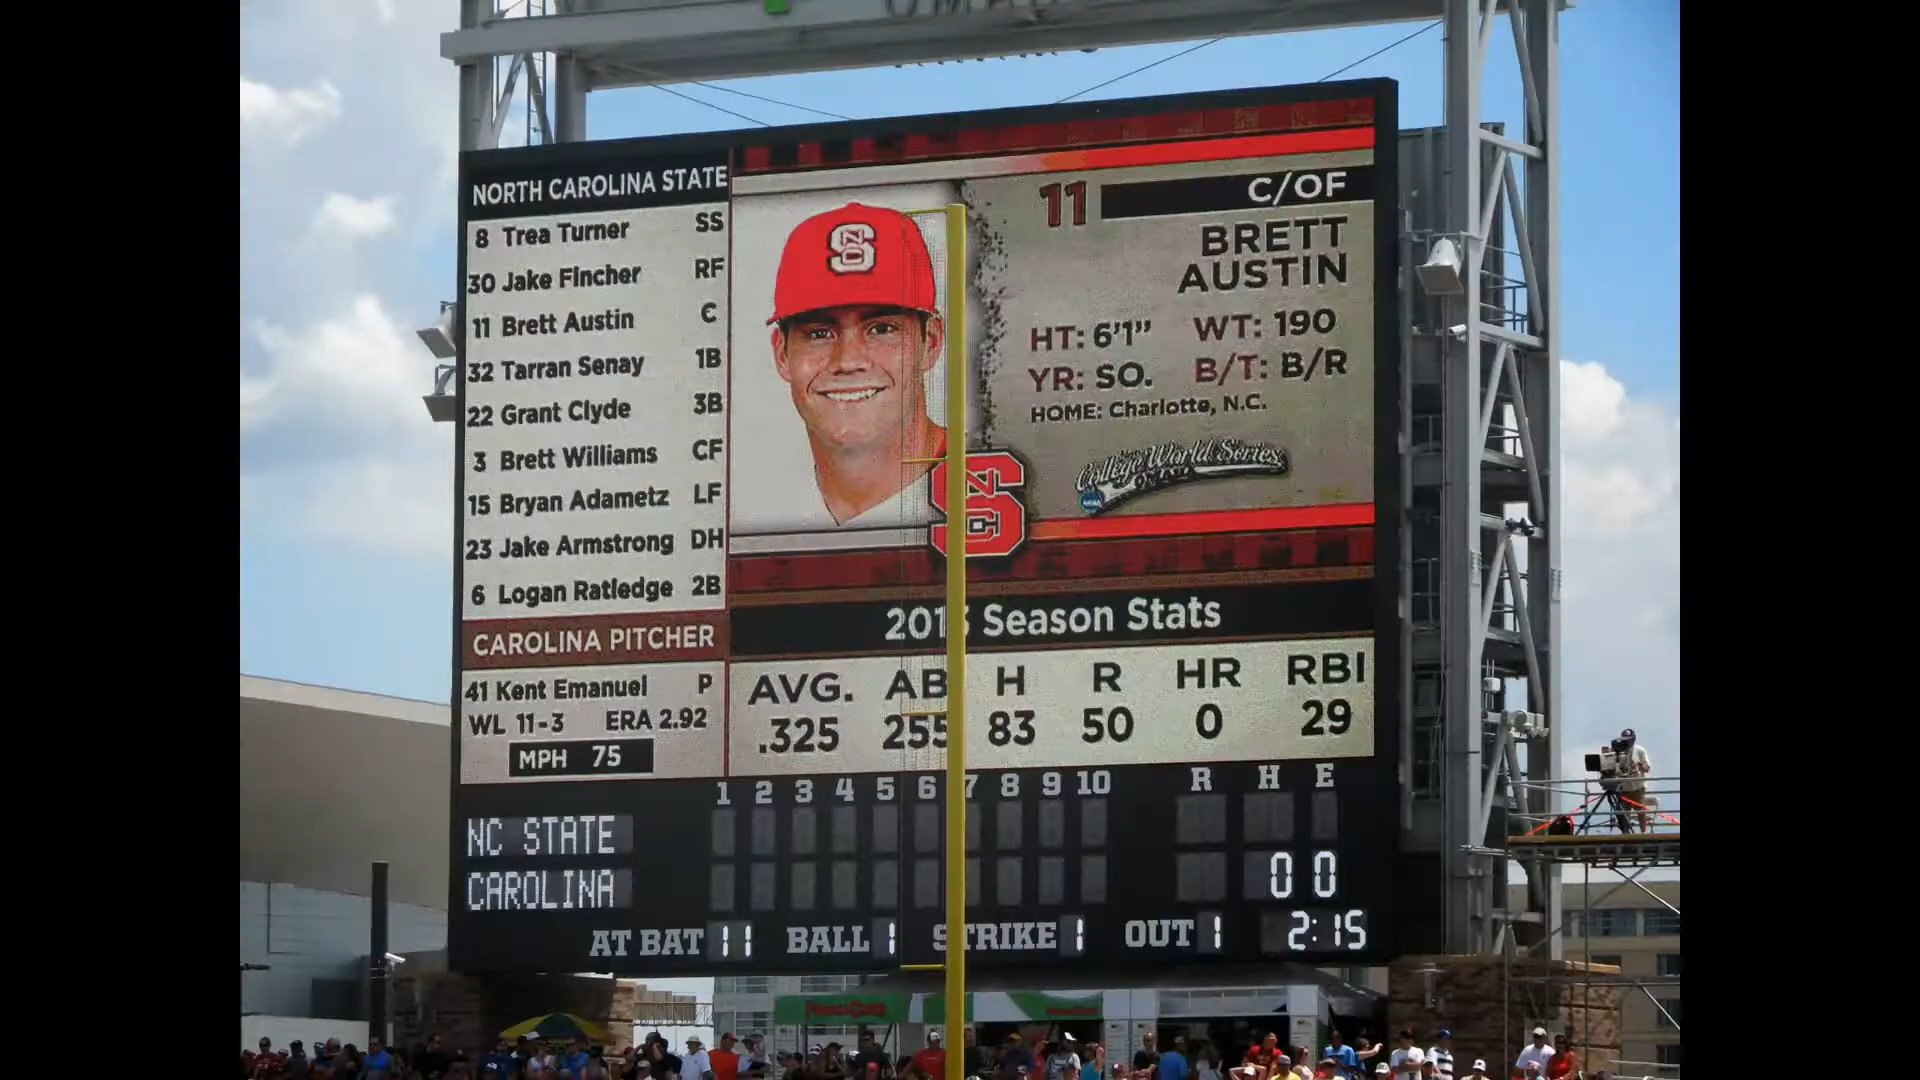 NORTH CAROLINA STATE
8 Trea Turner SS
30 Jake Fincher RF
11 Brett Austin C
32 Tarran Senay 1B
22 Grant Clyde 3B
3 Brett Williams CF
15 Bryan Adametz LF
23 Jake Armstrong DH
6 Logan Ratledge 2B
CAROLINA PITCHER
41 Kent Emanuel P
WL 11-3 ERA 2.92
MPH 75
11 C/OF
BRETT
AUSTIN
HT: 6'1" WT: 190
YR: SO. B/T: B/R
HOME: Charlotte, N.C.
College World Series
OMAHA
NCAA
2013 Season Stats
AVG. AB H R HR RBI
.325 255 83 50 0 29
1 2 3 4 5 6 7 8 9 10 R H E
NC STATE
CAROLINA 0 0
AT BAT 11 BALL 1 STRIKE 1 OUT 1 2:15